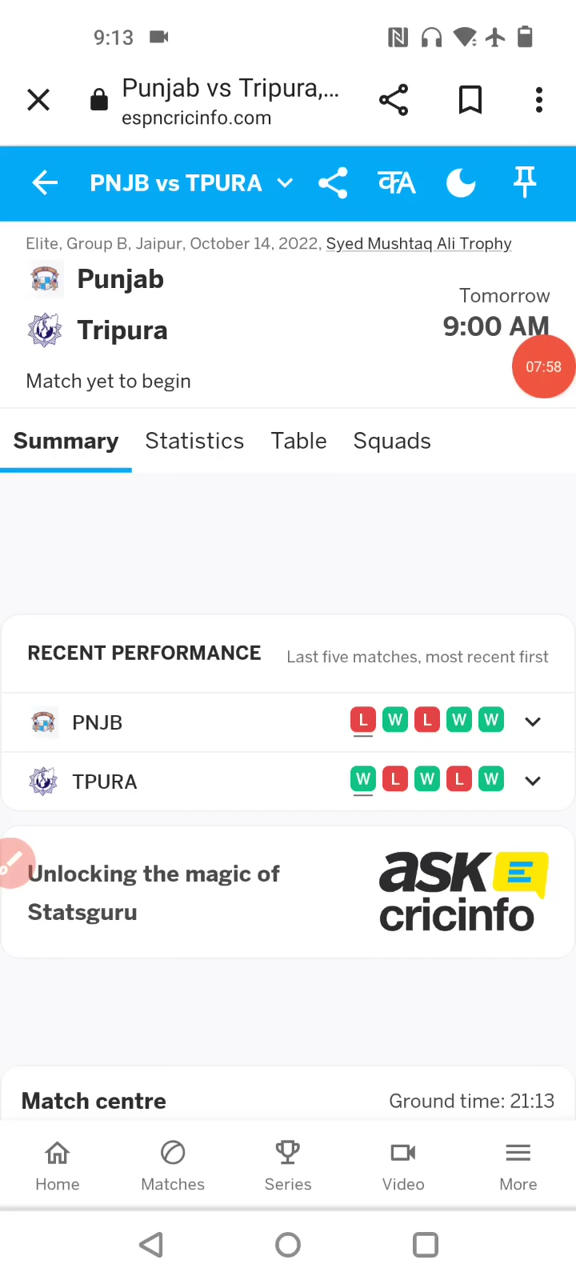 9:13
Punjab vs Tripura,...
espncricinfo.com
PNJB vs TPURA
Elite, Group B, Jaipur, October 14, 2022, Syed Mushtaq Ali Trophy
Punjab
Tomorrow
Tripura
9:00 AM
Match yet to begin
07:58
Summary Statistics Table Squads
RECENT PERFORMANCE Last five matches, most recent first
PNJB L W L W W
TPURA W L W L W
Unlocking the magic of
Statsguru
ASK
cricinfo
Match centre Ground time: 21:13
Home Matches Series Video More